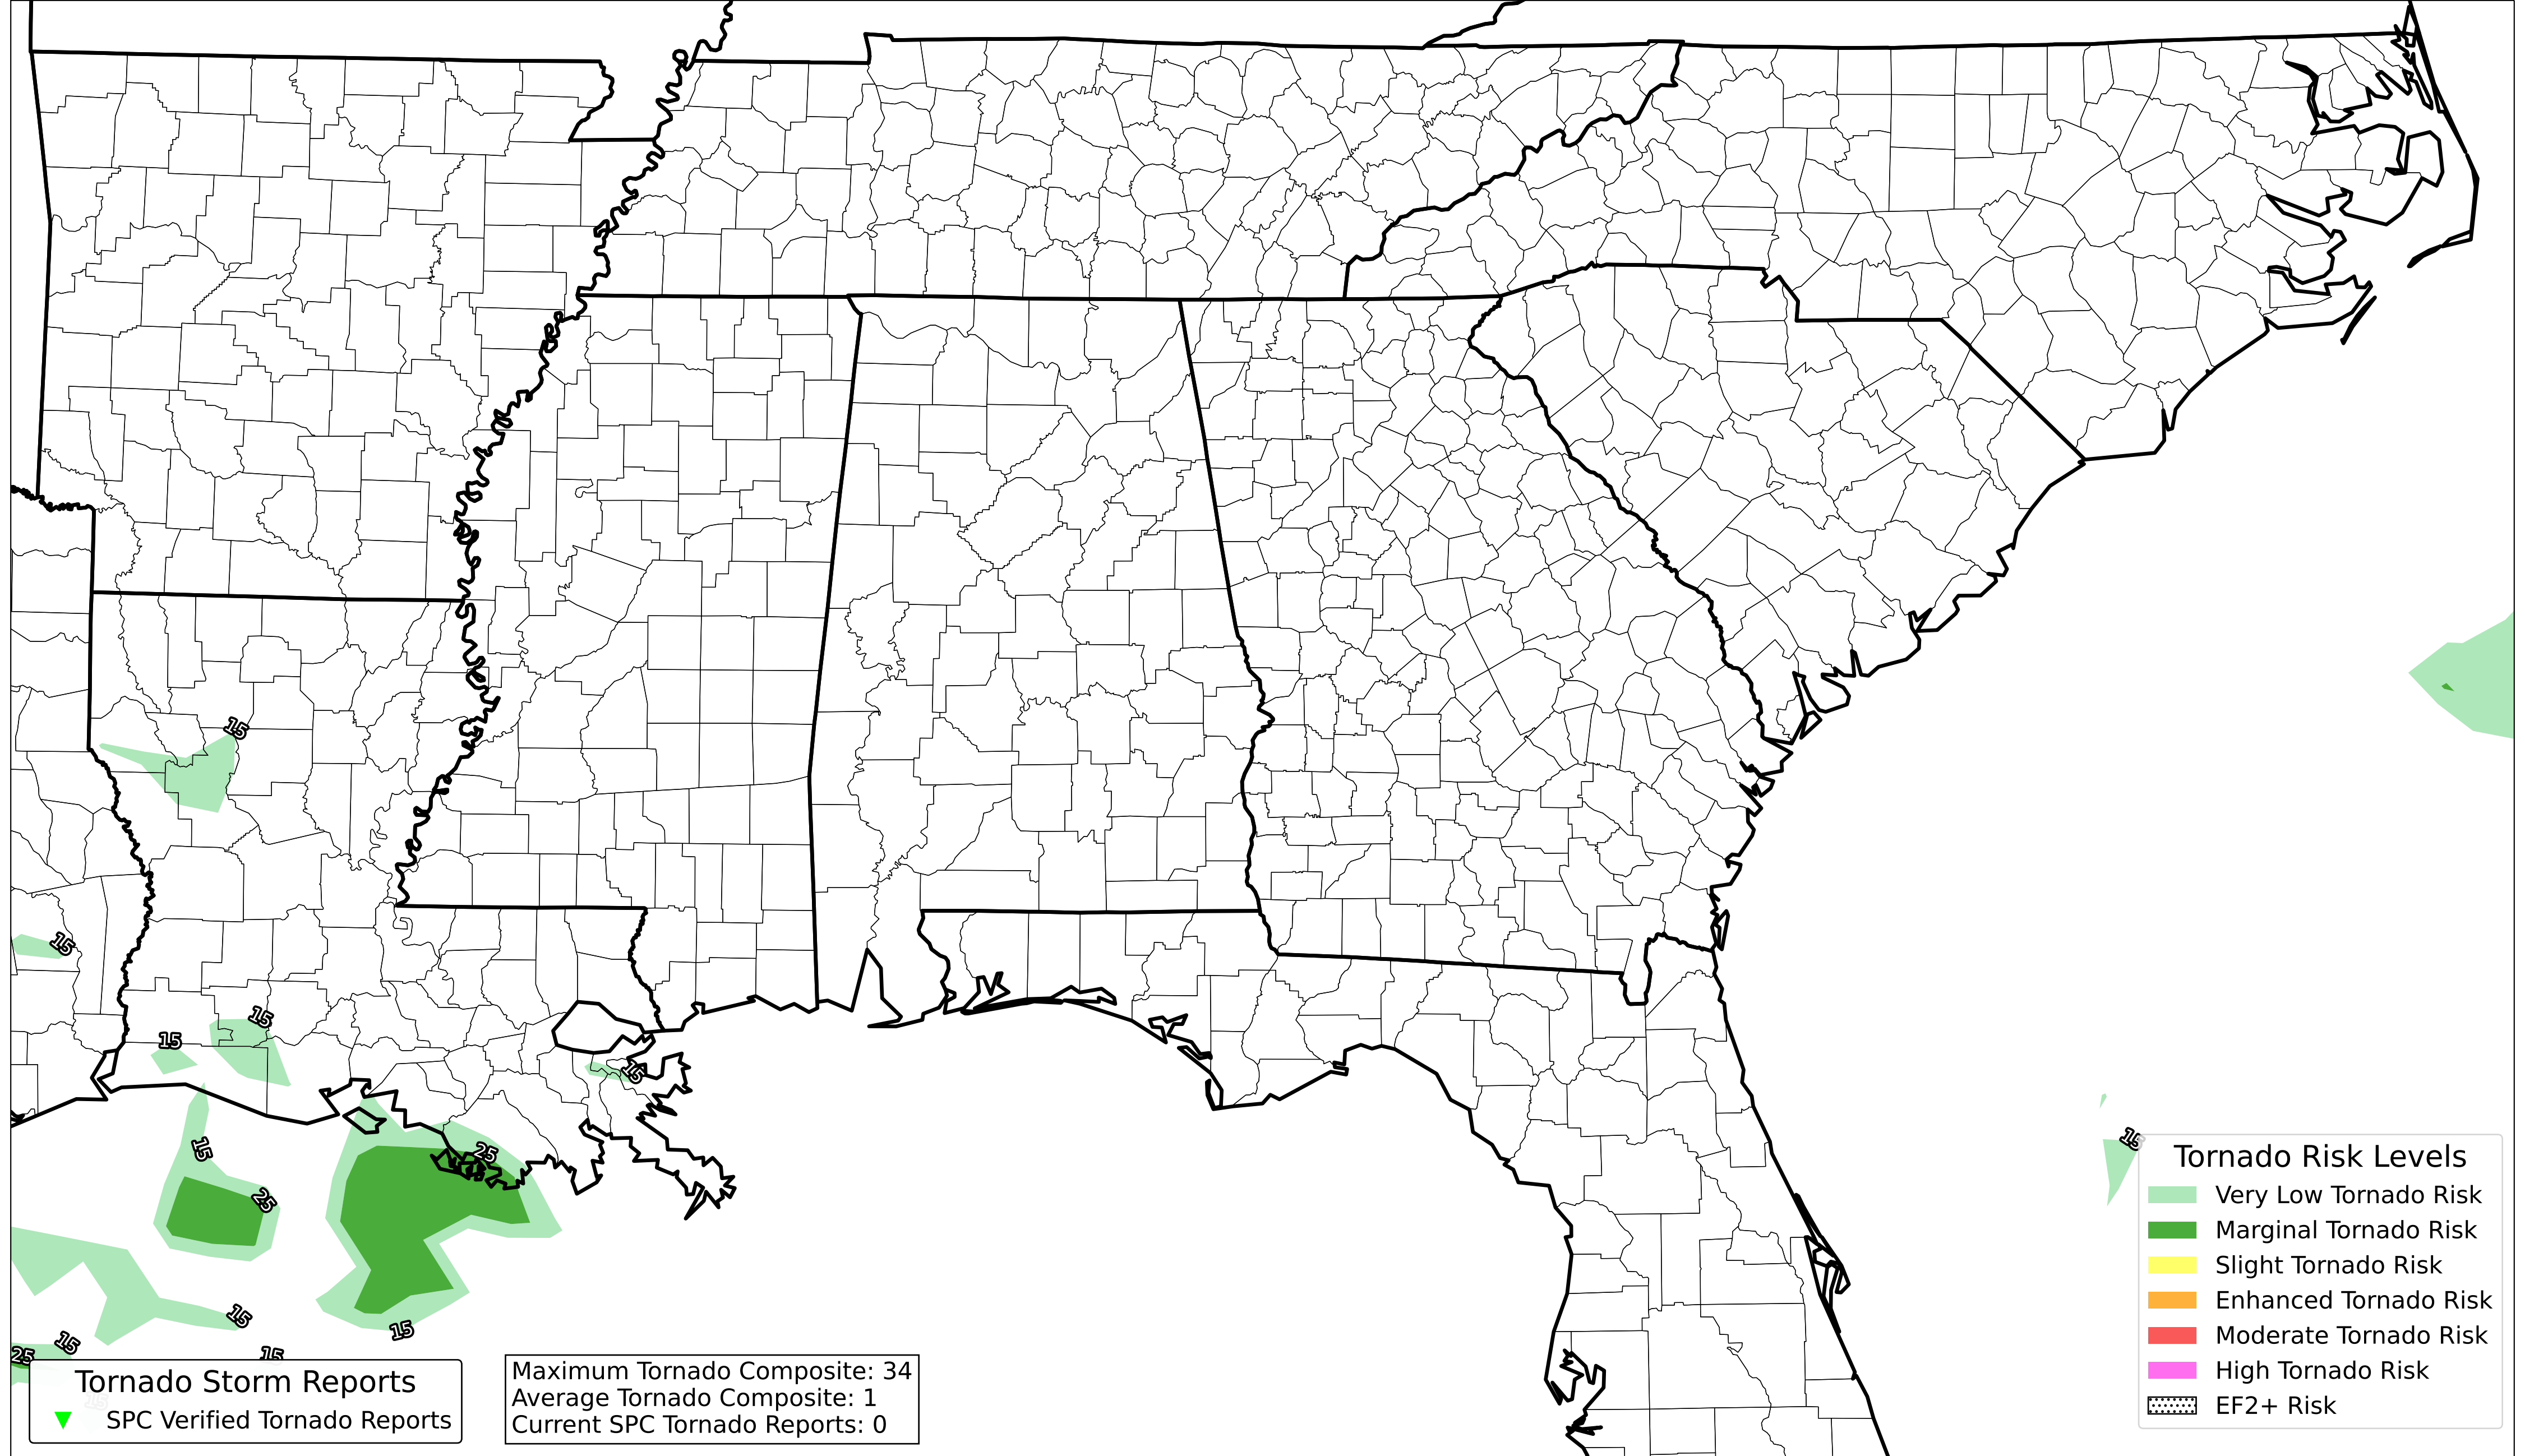 15
15
15
15
15
25
15
25
15
15
15
25
15
15
Tornado Storm Reports
SPC Verified Tornado Reports
Maximum Tornado Composite: 34
Average Tornado Composite: 1
Current SPC Tornado Reports: 0
Tornado Risk Levels
Very Low Tornado Risk
Marginal Tornado Risk
Slight Tornado Risk
Enhanced Tornado Risk
Moderate Tornado Risk
High Tornado Risk
EF2+ Risk